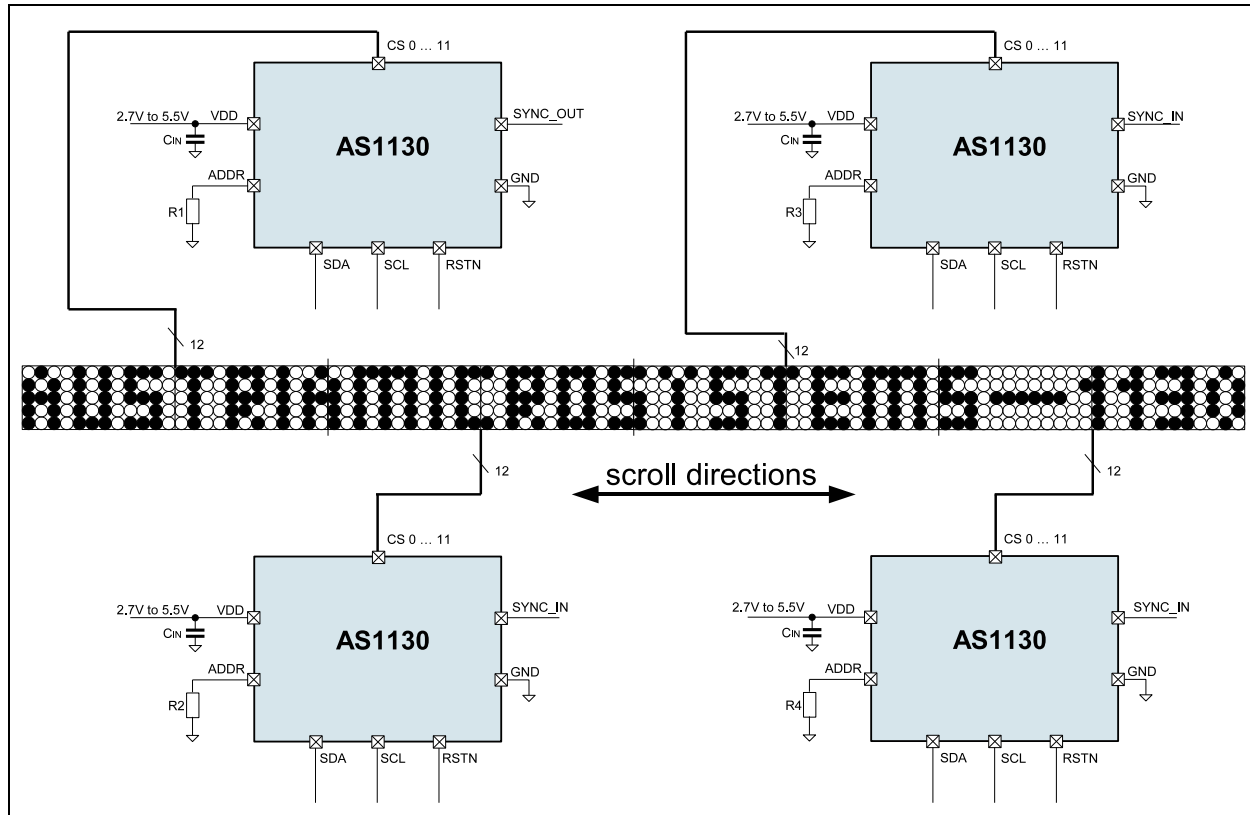 CS 0 ... 11
2.7V to 5.5V VDD
CIN
ADDR
R1
AS1130
SYNC_OUT
GND
SDA SCL RSTN
12
CS 0 ... 11
2.7V to 5.5V VDD
CIN
ADDR
R3
AS1130
SYNC_IN
GND
SDA SCL RSTN
12
AUSTRIAMICROSYSTEMS-1130
12
scroll directions
12
CS 0 ... 11
2.7V to 5.5V VDD
CIN
ADDR
R2
AS1130
SYNC_IN
GND
SDA SCL RSTN
CS 0 ... 11
2.7V to 5.5V VDD
CIN
ADDR
R4
AS1130
SYNC_IN
GND
SDA SCL RSTN